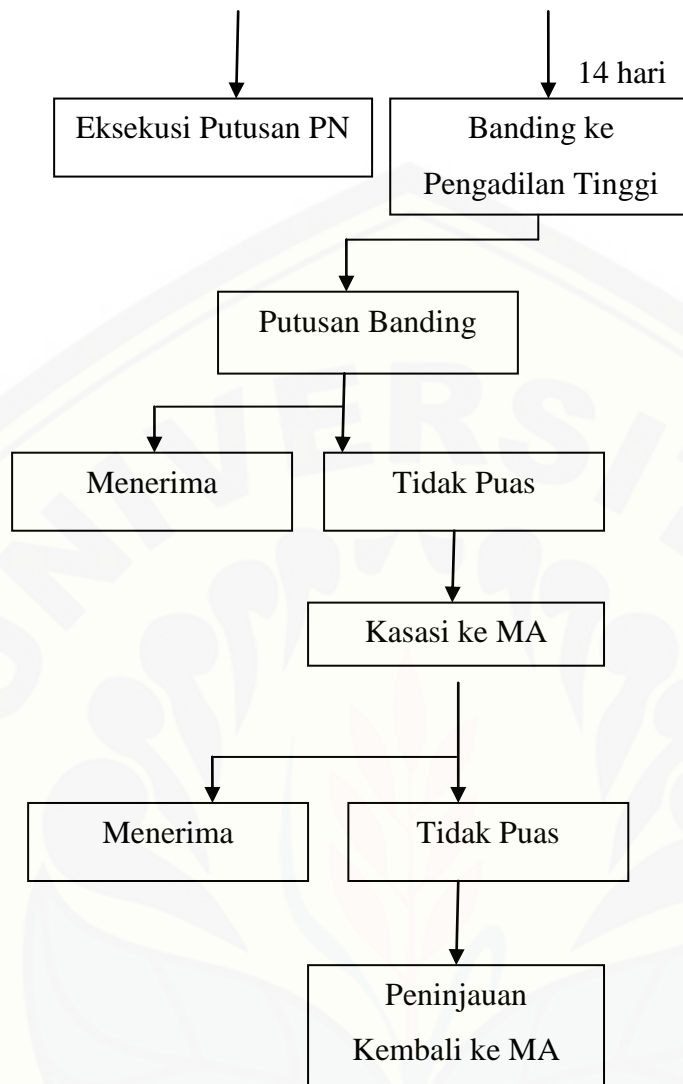 14 hari
Eksekusi Putusan PN
Banding ke
Pengadilan Tinggi
Putusan Banding
Menerima
Tidak Puas
Kasasi ke MA
Menerima
Tidak Puas
Peninjauan
Kembali ke MA